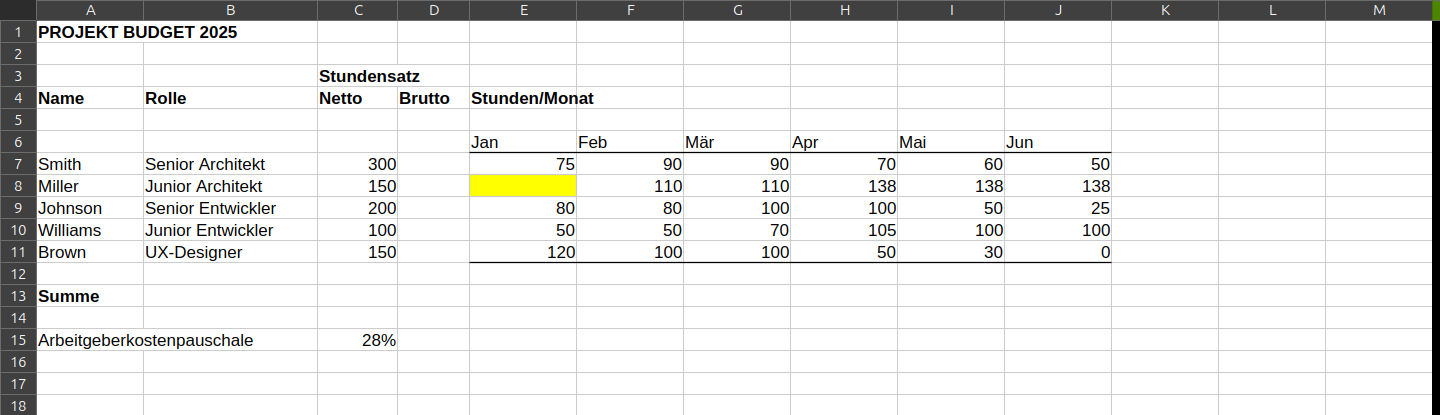 A B C D E F G H I J K L M
1 PROJEKT BUDGET 2025
2
3 Stundensatz
4 Name Rolle Netto Brutto Stunden/Monat
5
6 Jan Feb Mär Apr Mai Jun
7 Smith Senior Architekt 300 75 90 90 70 60 50
8 Miller Junior Architekt 150 110 110 138 138 138
9 Johnson Senior Entwickler 200 80 80 100 100 50 25
10 Williams Junior Entwickler 100 50 50 70 105 100 100
11 Brown UX-Designer 150 120 100 100 50 30 0
12
13 Summe
14
15 Arbeitgeberkostenpauschale 28%
16
17
18